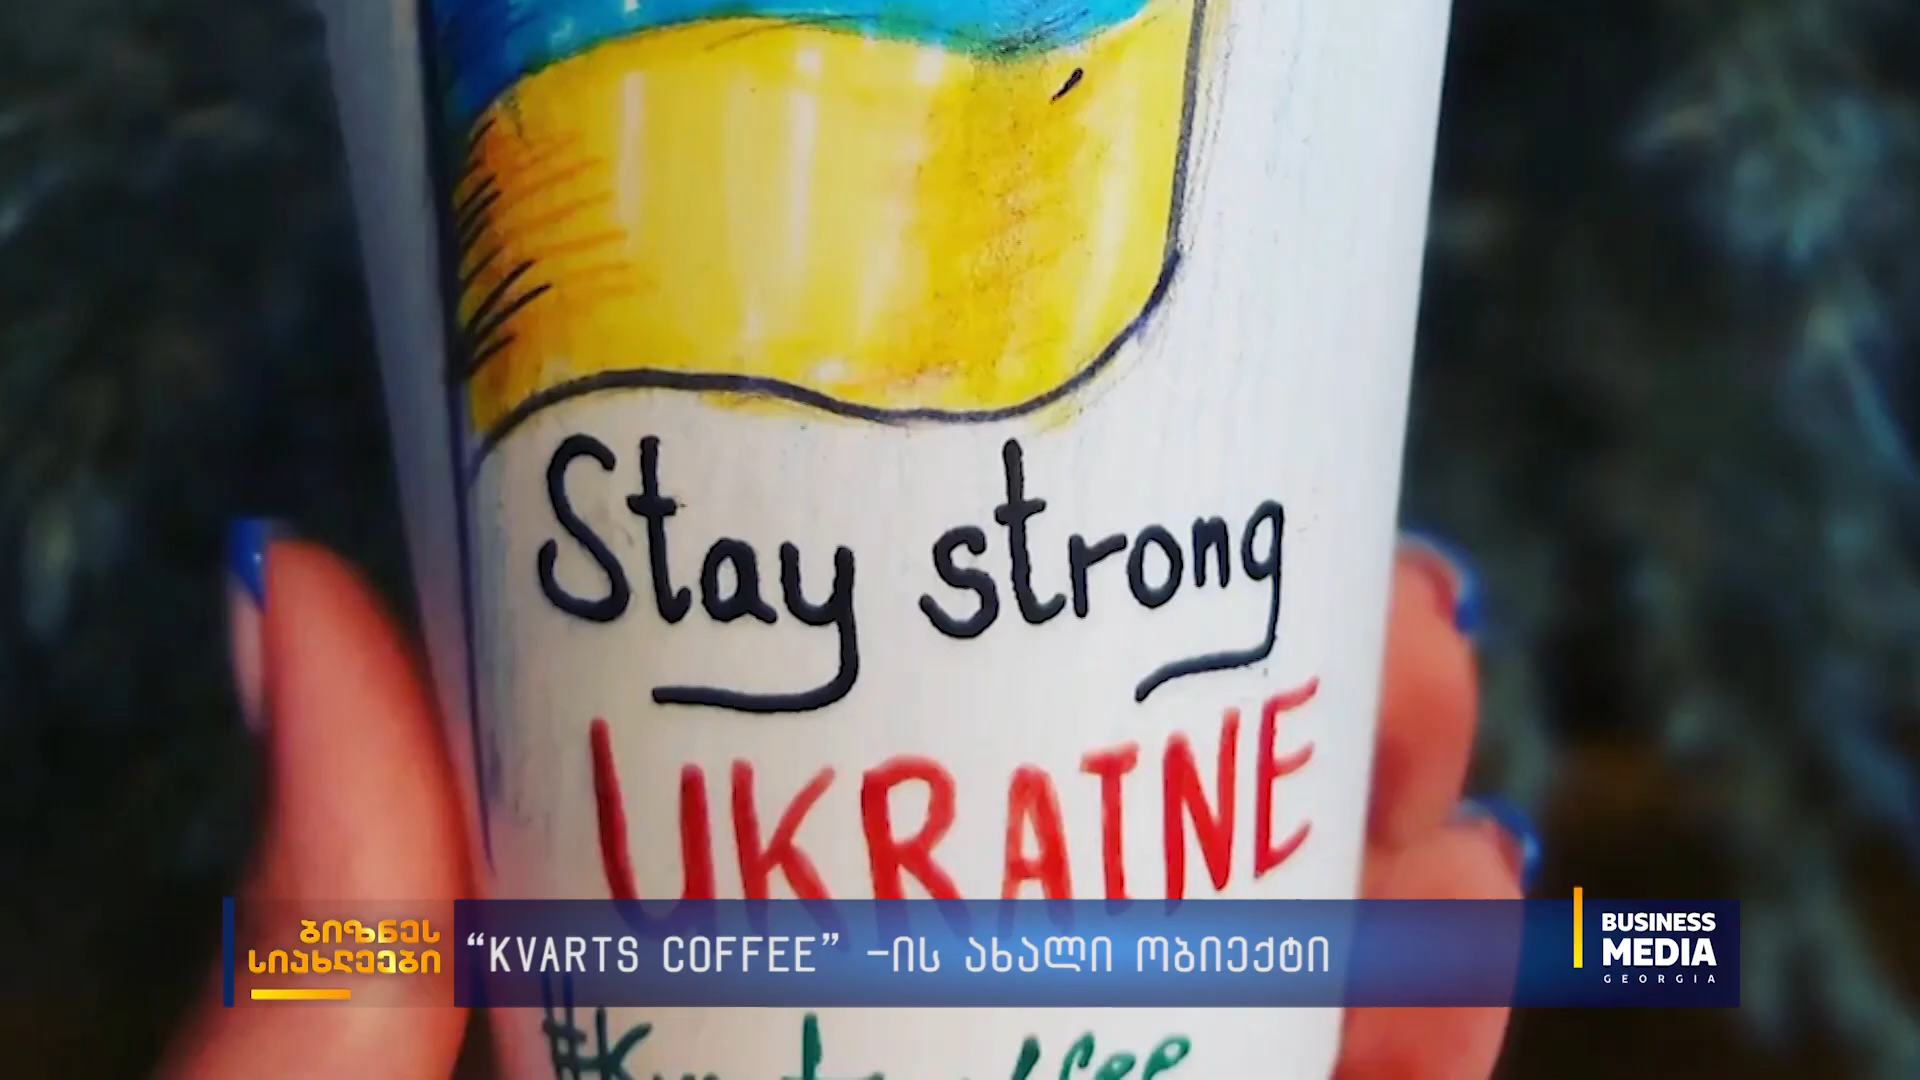 Stay strong
UKRAINE
ბიზნეს
სიახლეები
“KVARTS COFFEE” -ის ახალი ობიექტი
BUSINESS
MEDIA
GEORGIA